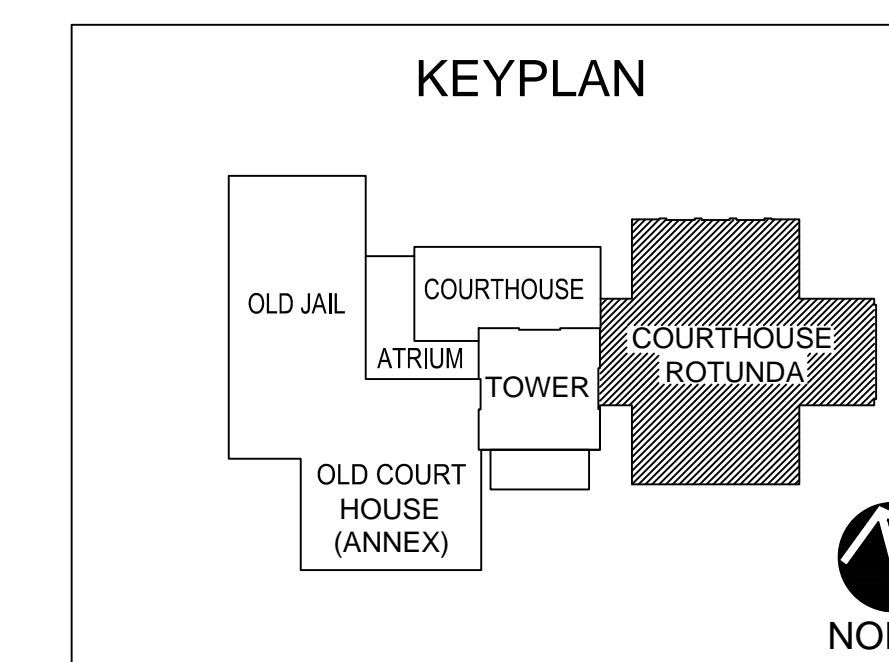 KEYPLAN
OLD JAIL
COURTHOUSE
ATRIUM
TOWER
COURTHOUSE
ROTUNDA
OLD COURT
HOUSE
(ANNEX)